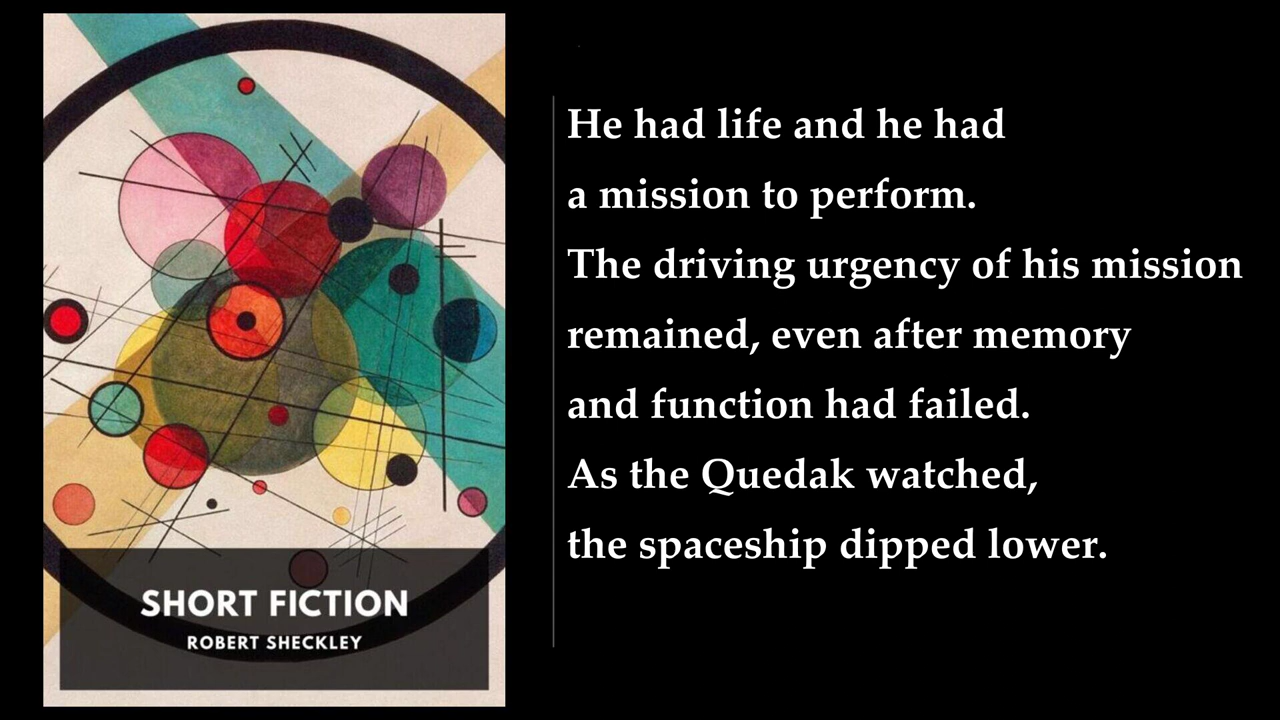 He had life and he had
a mission to perform.
The driving urgency of his mission
remained, even after memory
and function had failed.
As the Quedak watched,
the spaceship dipped lower.
SHORT FICTION
ROBERT SHECKLEY